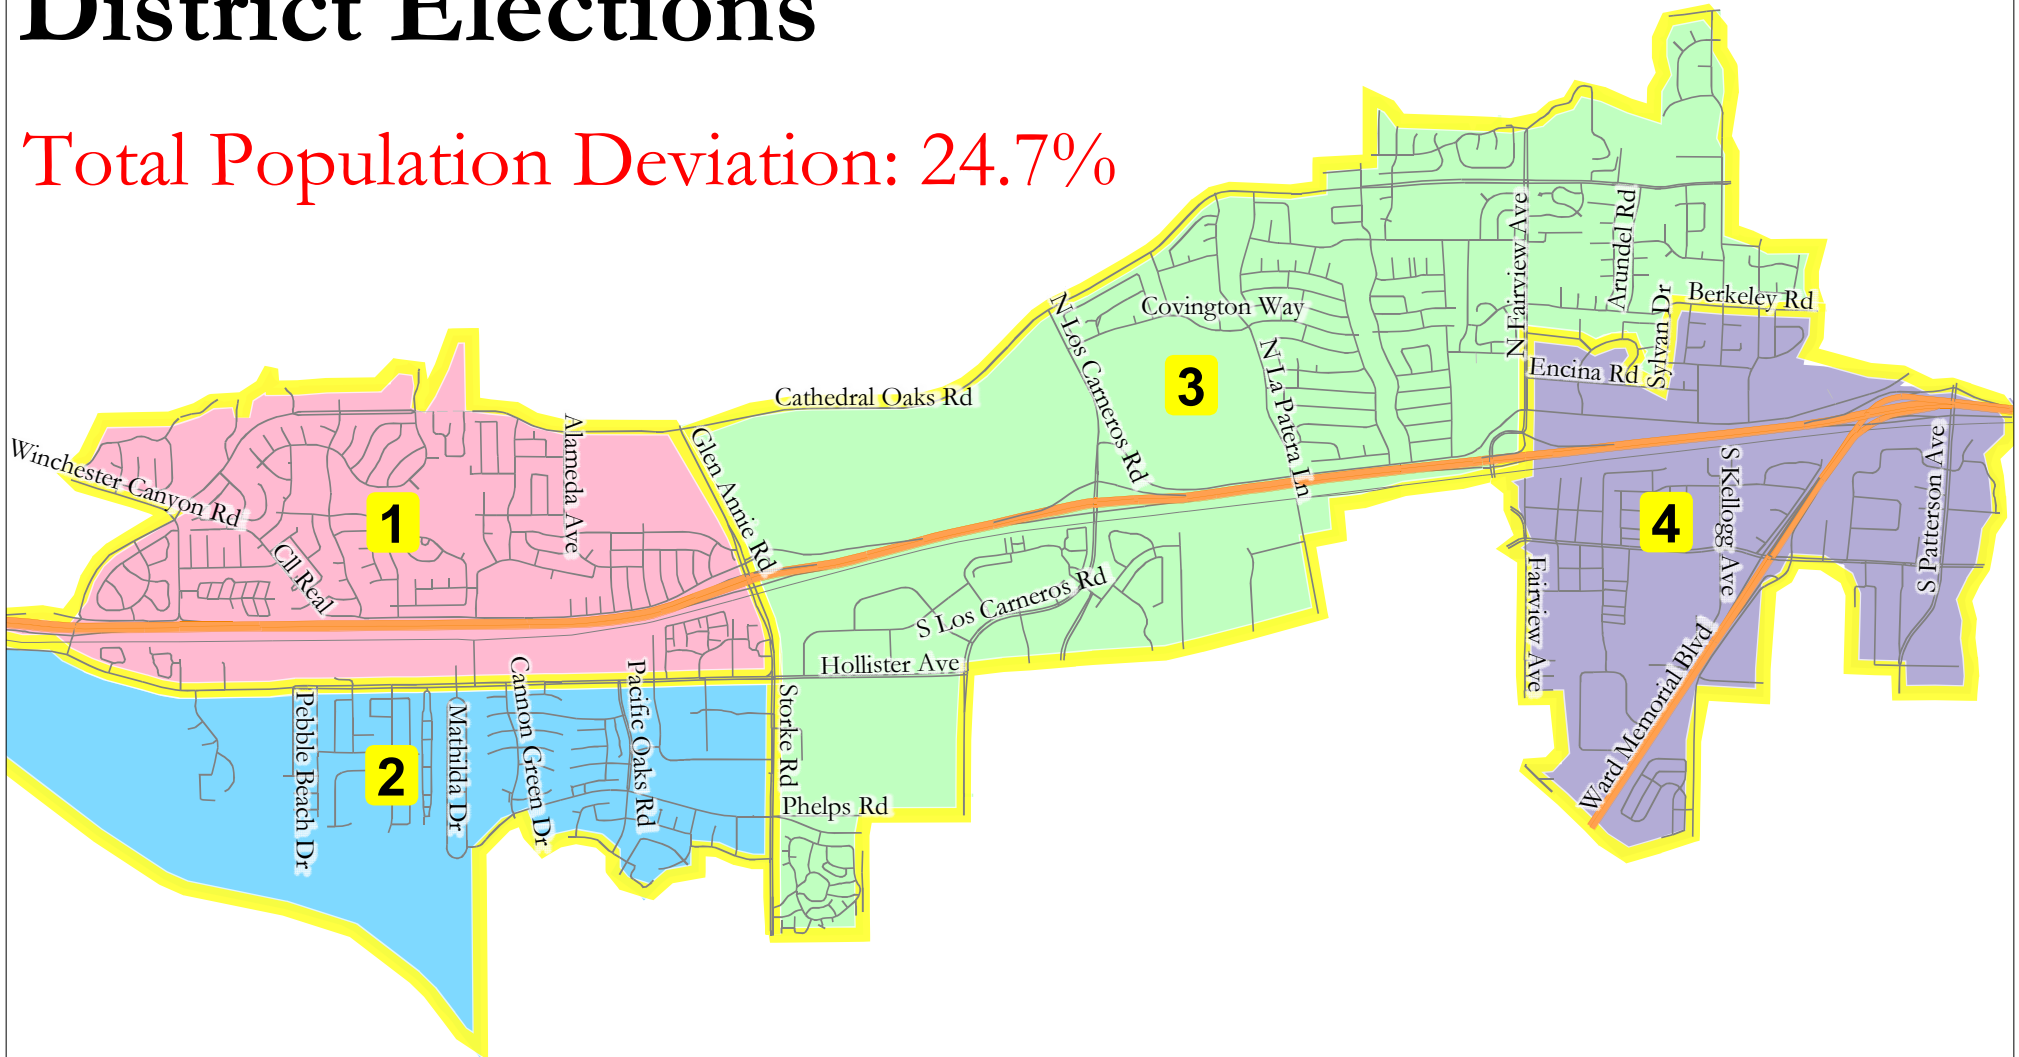 District Elections
Total Population Deviation: 24.7%
N Fairview Ave
Arundel Rd
Sylvan Dr
Berkeley Rd
Covington Way
N Los Carneros Rd
N La Patera Ln
Encina Rd
3
Cathedral Oaks Rd
Glen Annie Rd
Alameda Ave
Winchester Canyon Rd
1
Cll Real
S Kellogg Ave
4
S Patterson Ave
Fairview Ave
S Los Carneros Rd
Hollister Ave
Ward Memorial Blvd
Pebble Beach Dr
2
Mathilda Dr
Cannon Green Dr
Pacific Oaks Rd
Storke Rd
Phelps Rd